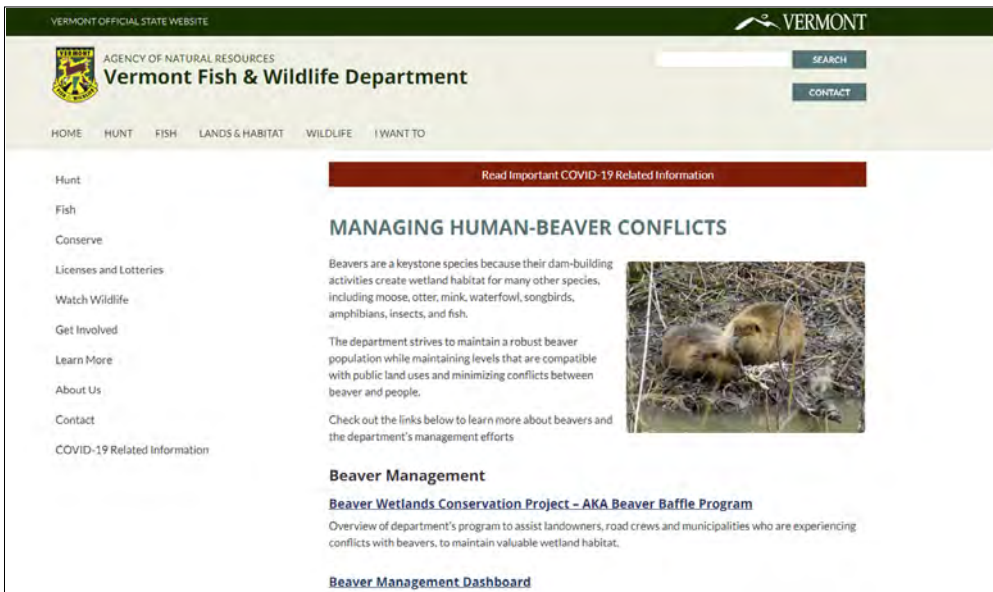 VERMONT OFFICIAL STATE WEBSITE
VERMONT
AGENCY OF NATURAL RESOURCES
Vermont Fish & Wildlife Department
SEARCH
CONTACT
HOME HUNT FISH LANDS & HABITAT WILDLIFE I WANT TO
Hunt
Fish
Conserve
Licenses and Lotteries
Watch Wildlife
Get Involved
Learn More
About Us
Contact
COVID-19 Related Information
Read Important COVID-19 Related Information
MANAGING HUMAN-BEAVER CONFLICTS
Beavers are a keystone species because their dam-building
activities create wetland habitat for many other species,
including moose, otter, mink, waterfowl, songbirds,
amphibians, insects, and fish.
The department strives to maintain a robust beaver
population while maintaining levels that are compatible
with public land uses and minimizing conflicts between
beaver and people.
Check out the links below to learn more about beavers and
the department's management efforts
Beaver Management
Beaver Wetlands Conservation Project – AKA Beaver Baffle Program
Overview of department's program to assist landowners, road crews and municipalities who are experiencing
conflicts with beavers, to maintain valuable wetland habitat.
Beaver Management Dashboard